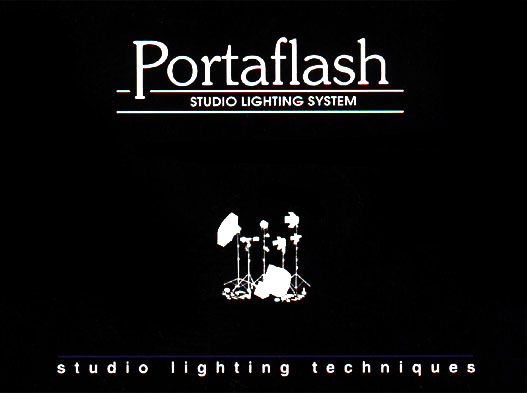 Portaflash
STUDIO LIGHTING SYSTEM
studio lighting techniques